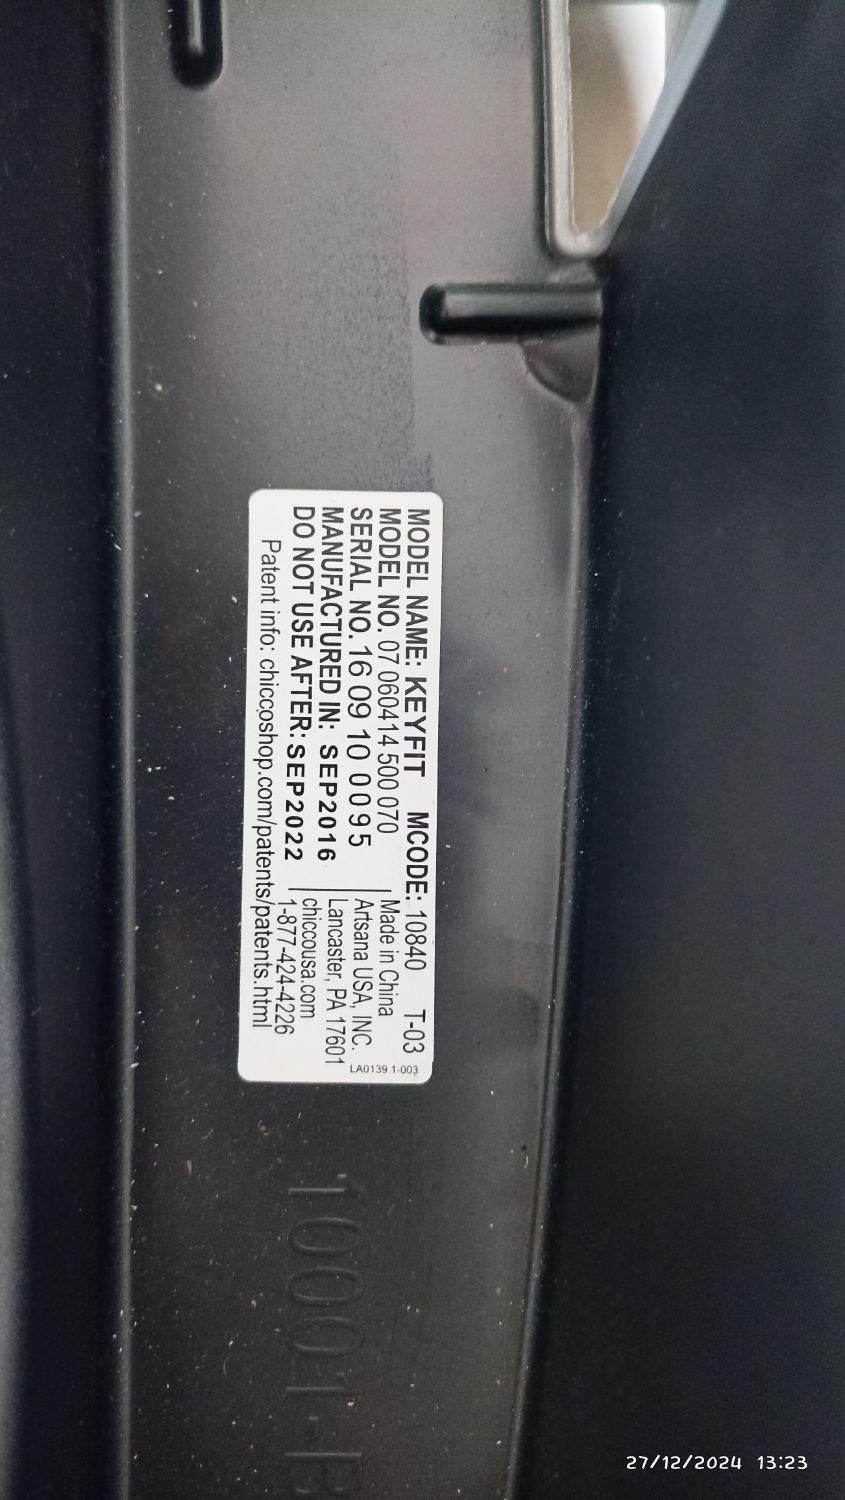 MODEL NAME: KEYFIT MCODE: 10840 T-03
MODEL NO. 07 060414 500 070
SERIAL NO. 16 09 10 0095
MANUFACTURED IN: SEP2016
DO NOT USE AFTER: SEP2022
Made in China
Artsana USA, INC.
Lancaster, PA 17601
chiccousa.com
1-877-424-4226
LA0139 1-003
Patent info: chiccoshop.com/patents/patents.html
10001-
27/12/2024 13:23